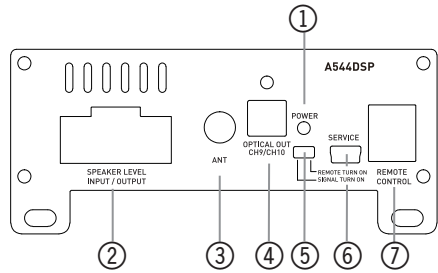 ①
A544DSP
POWER
SERVICE
OPTICAL OUT
CH9/CH10
ANT
SPEAKER LEVEL
INPUT / OUTPUT
REMOTE TURN ON
SIGNAL TURN ON
REMOTE
CONTROL
② ③ ④ ⑤ ⑥ ⑦